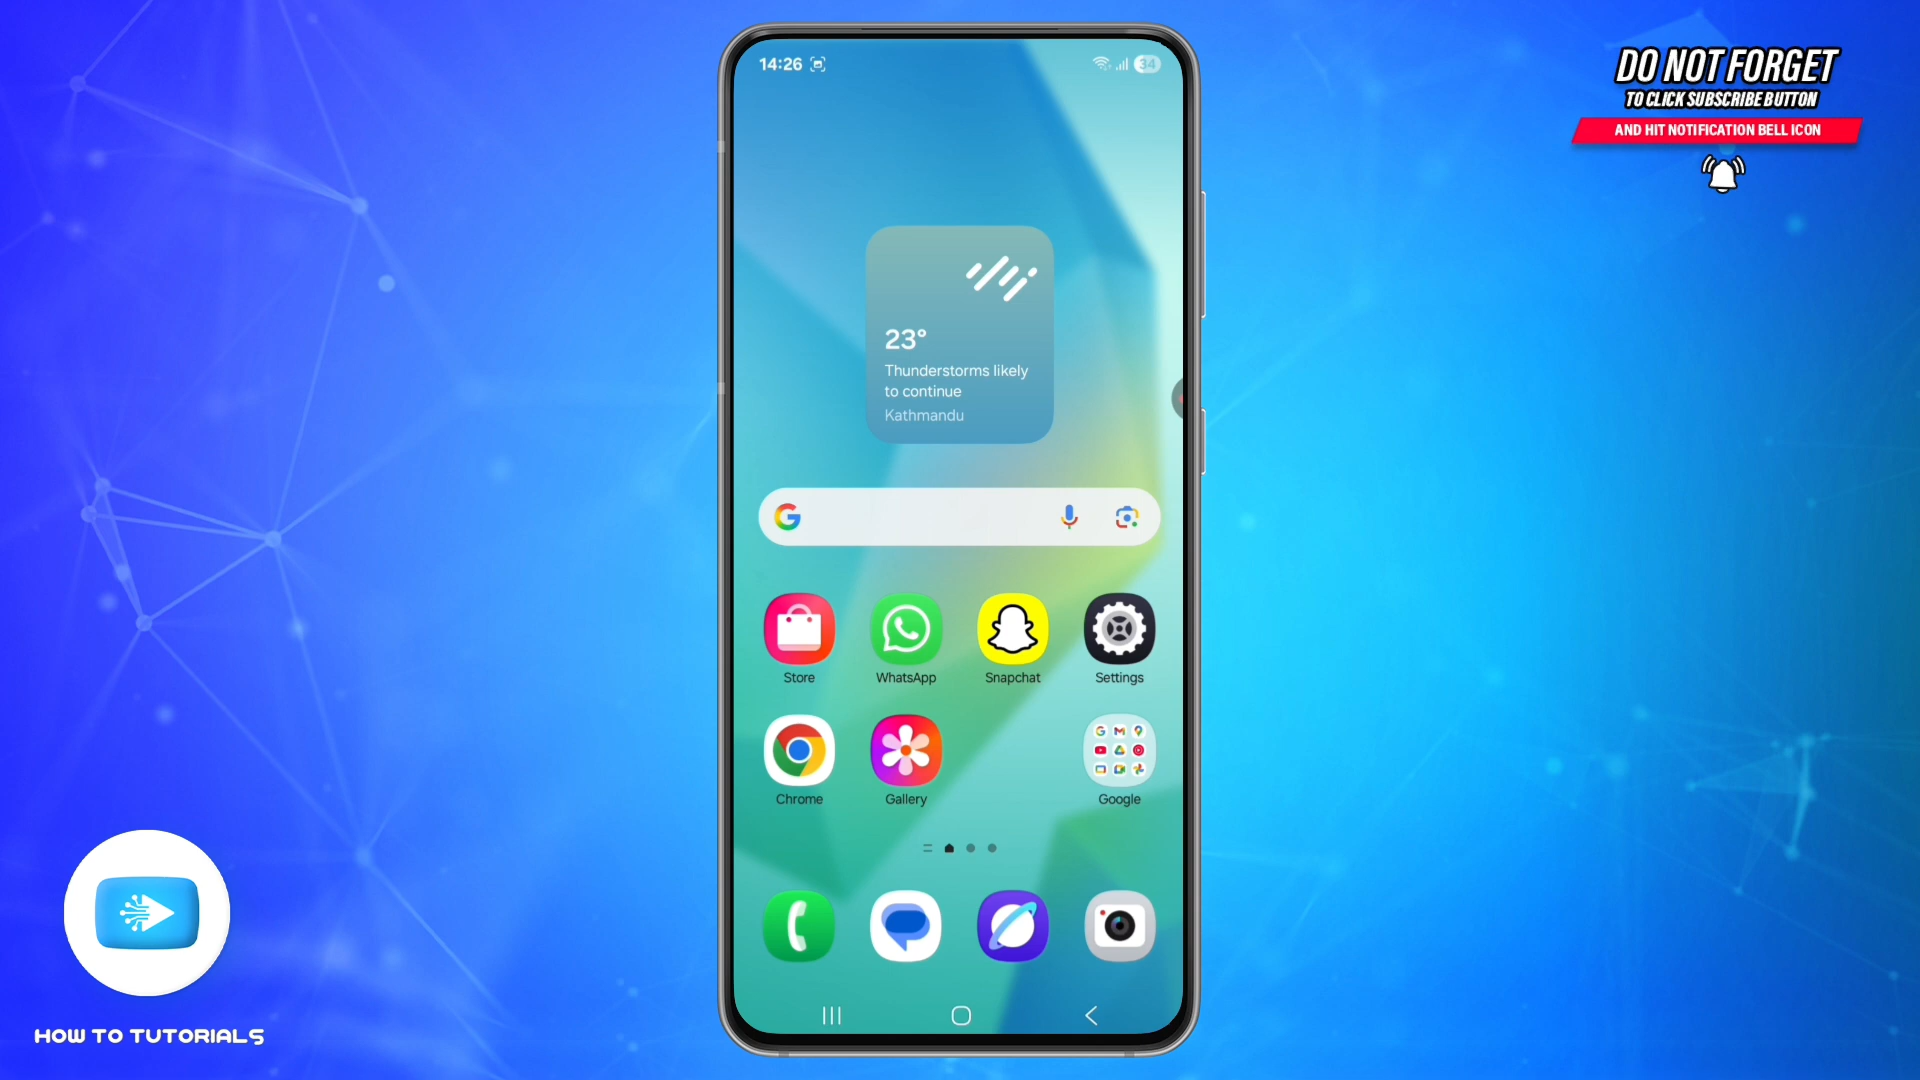 14:26
34
DO NOT FORGET
TO CLICK SUBSCRIBE BUTTON
AND HIT NOTIFICATION BELL ICON
23°
Thunderstorms likely
to continue
Kathmandu
Store
WhatsApp
Snapchat
Settings
Chrome
Gallery
Google
HOW TO TUTORIALS